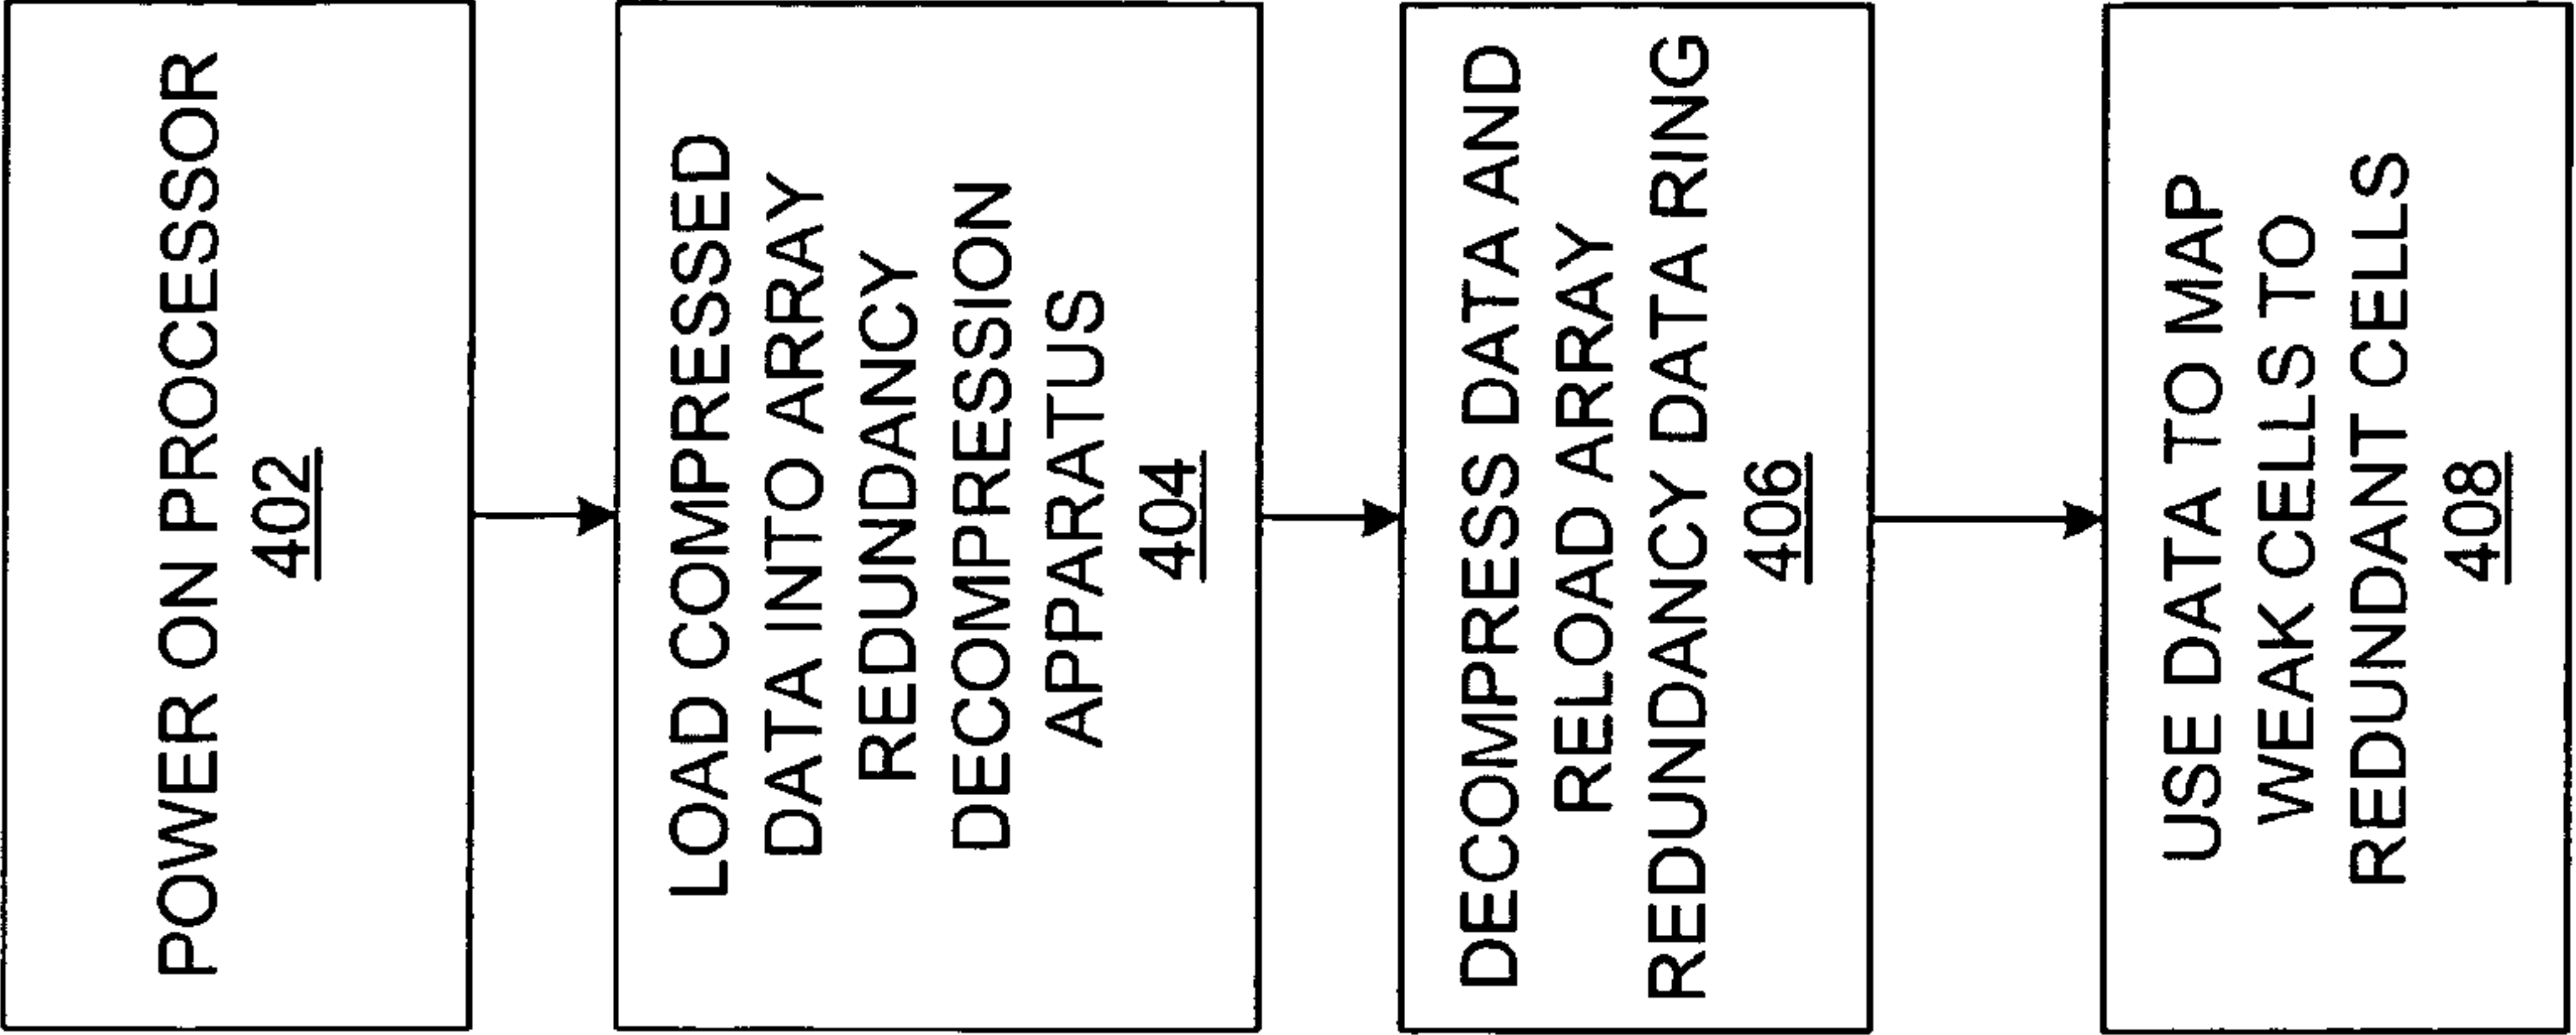 POWER ON PROCESSOR
402
LOAD COMPRESSED
DATA INTO ARRAY
REDUNDANCY
DECOMPRESSION
APPARATUS
404
DECOMPRESS DATA AND
RELOAD ARRAY
REDUNDANCY DATA RING
406
USE DATA TO MAP
WEAK CELLS TO
REDUNDANT CELLS
408